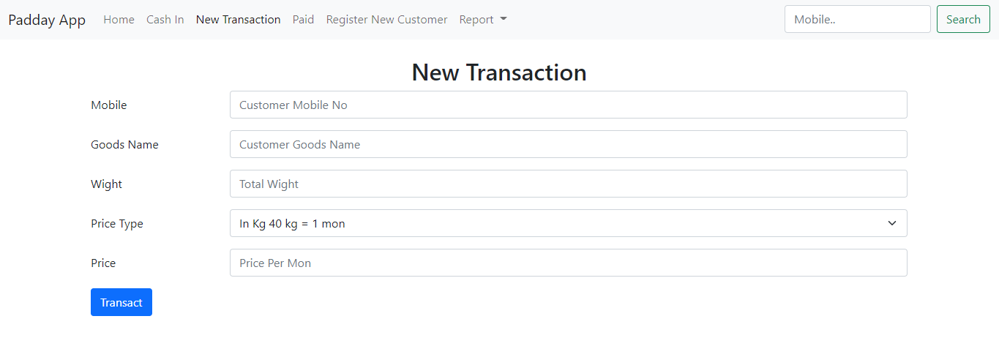 Padday App Home Cash In New Transaction Paid Register New Customer Report Mobile.. Search
New Transaction
Mobile Customer Mobile No
Goods Name Customer Goods Name
Wight Total Wight
Price Type In Kg 40 kg = 1 mon
Price Price Per Mon
Transact